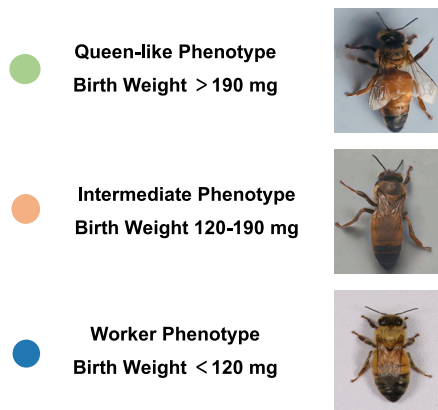 Queen-like Phenotype
Birth Weight >190 mg
Intermediate Phenotype
Birth Weight 120-190 mg
Worker Phenotype
Birth Weight <120 mg